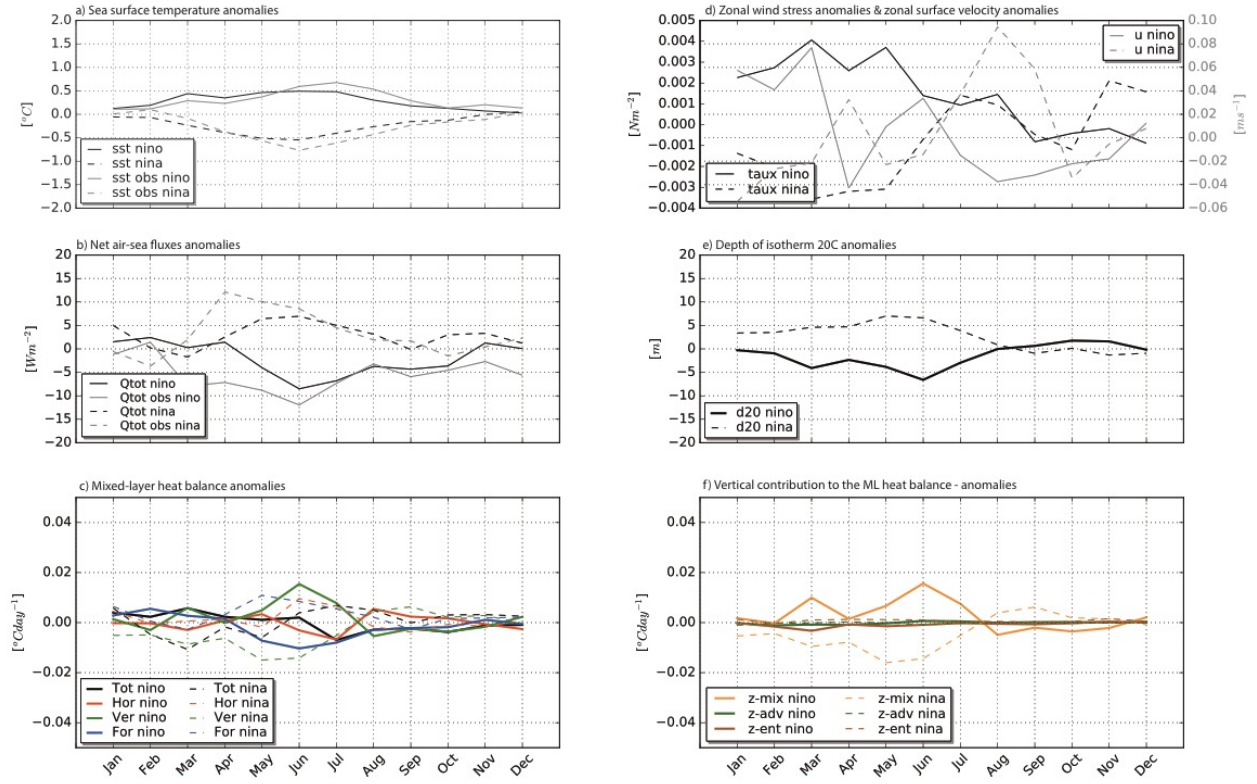 a) Sea surface temperature anomalies
2.0
1.5
1.0
0.5
0.0
0.5
1.0
1.5
2.0
[°C]
sst nino
sst nina
sst obs nino
sst obs nina
d) Zonal wind stress anomalies & zonal surface velocity anomalies
0.005
0.004
0.003
0.002
0.001
0.000
−0.001
−0.002
−0.003
−0.004
[Nm−2]
0.10
0.08
0.06
0.04
0.02
0.00
−0.02
−0.04
−0.06
[ms−1]
u nino
u nina
taux nino
taux nina
b) Net air-sea fluxes anomalies
20
15
10
5
0
−5
−10
−15
−20
[Wm−2]
Qtot nino
Qtot obs nino
Qtot nina
Qtot obs nina
e) Depth of isotherm 20C anomalies
20
15
10
5
0
−5
−10
−15
−20
[m]
d20 nino
d20 nina
c) Mixed-layer heat balance anomalies
0.04
0.02
0.00
−0.02
−0.04
[°Cday−1]
Tot nino Tot nina
Hor nino Hor nina
Ver nino Ver nina
For nino For nina
Jan Feb Mar Apr May Jun Jul Aug Sep Oct Nov Dec
f) Vertical contribution to the ML heat balance - anomalies
0.04
0.02
0.00
−0.02
−0.04
[°Cday−1]
z-mix nino z-mix nina
z-adv nino z-adv nina
z-ent nino z-ent nina
Jan Feb Mar Apr May Jun Jul Aug Sep Oct Nov Dec